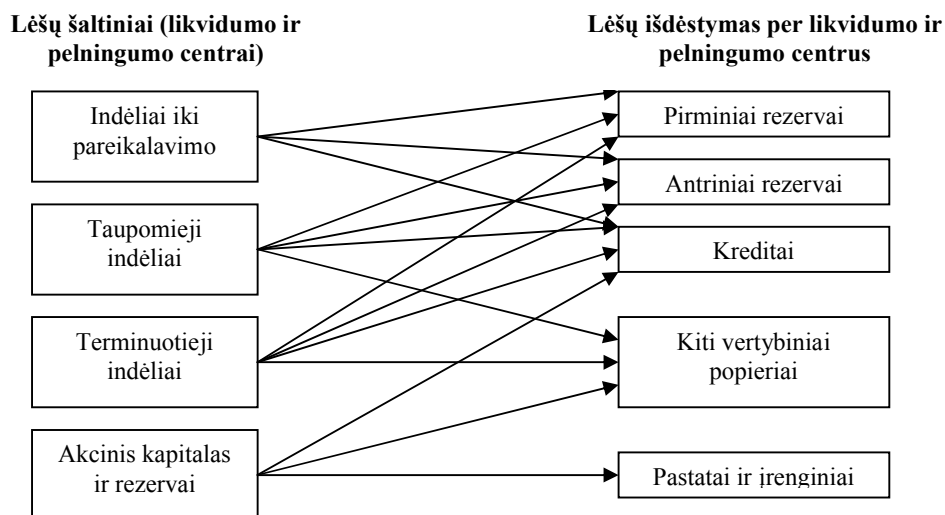 Lėšų šaltiniai (likvidumo ir
pelningumo centrai)
Lėšų išdėstymas per likvidumo ir
pelningumo centrus
Indėliai iki
pareikalavimo
Taupomieji
indėliai
Terminuotieji
indėliai
Akcinis kapitalas
ir rezervai
Pirminiai rezervai
Antriniai rezervai
Kreditai
Kiti vertybiniai
popieriai
Pastatai ir įrenginiai